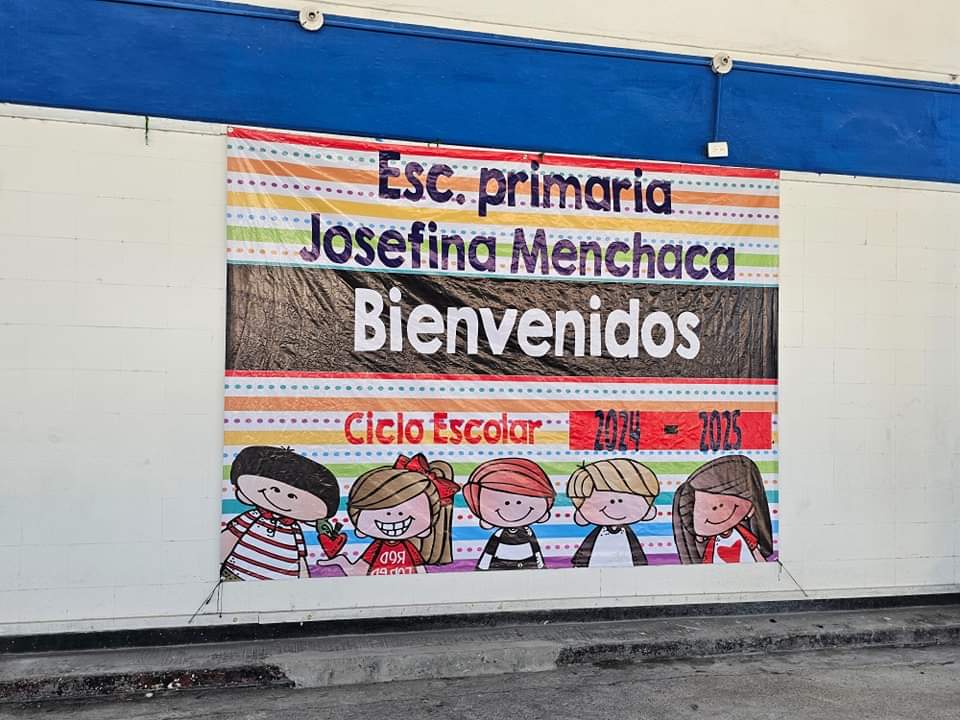 Esc. primaria
Josefina Menchaca
Bienvenidos
Ciclo Escolar 2024 - 2025